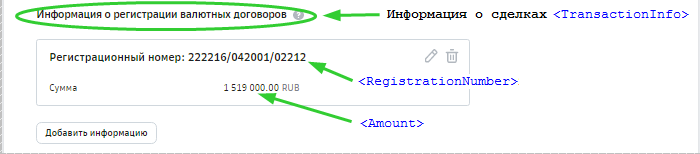 Информация о регистрации валютных договоров ? Информация о сделках <TransactionInfo>
Регистрационный номер: 222216/042001/02212
<RegistrationNumber>
Сумма 1 519 000.00 RUB
<Amount>
Добавить информацию